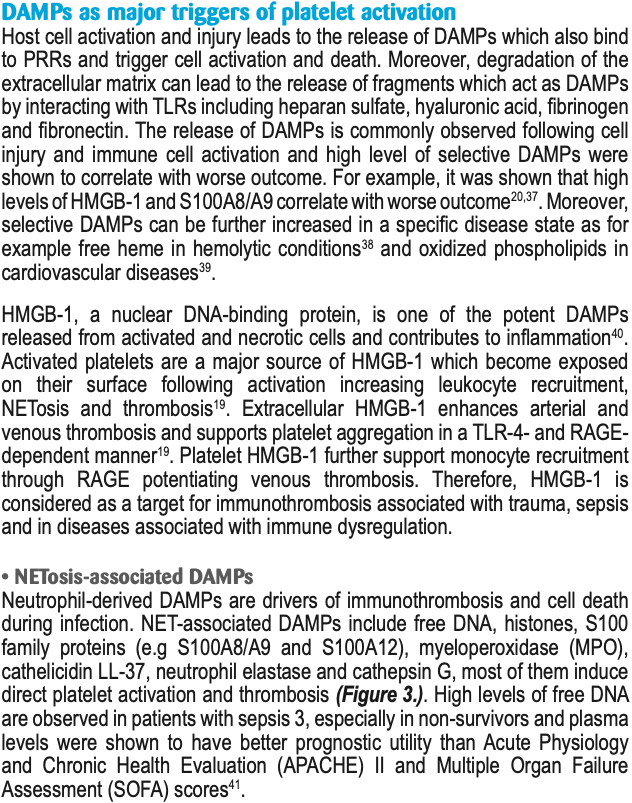 DAMPs as major triggers of platelet activation
Host cell activation and injury leads to the release of DAMPs which also bind
to PRRs and trigger cell activation and death. Moreover, degradation of the
extracellular matrix can lead to the release of fragments which act as DAMPs
by interacting with TLRs including heparan sulfate, hyaluronic acid, fibrinogen
and fibronectin. The release of DAMPs is commonly observed following cell
injury and immune cell activation and high level of selective DAMPs were
shown to correlate with worse outcome. For example, it was shown that high
levels of HMGB-1 and S100A8/A9 correlate with worse outcome20,37. Moreover,
selective DAMPs can be further increased in a specific disease state as for
example free heme in hemolytic conditions38 and oxidized phospholipids in
cardiovascular diseases39.
HMGB-1, a nuclear DNA-binding protein, is one of the potent DAMPs
released from activated and necrotic cells and contributes to inflammation40.
Activated platelets are a major source of HMGB-1 which become exposed
on their surface following activation increasing leukocyte recruitment,
NETosis and thrombosis19. Extracellular HMGB-1 enhances arterial and
venous thrombosis and supports platelet aggregation in a TLR-4- and RAGE-
dependent manner19. Platelet HMGB-1 further support monocyte recruitment
through RAGE potentiating venous thrombosis. Therefore, HMGB-1 is
considered as a target for immunothrombosis associated with trauma, sepsis
and in diseases associated with immune dysregulation.
• NETosis-associated DAMPs
Neutrophil-derived DAMPs are drivers of immunothrombosis and cell death
during infection. NET-associated DAMPs include free DNA, histones, S100
family proteins (e.g S100A8/A9 and S100A12), myeloperoxidase (MPO),
cathelicidin LL-37, neutrophil elastase and cathepsin G, most of them induce
direct platelet activation and thrombosis (Figure 3.). High levels of free DNA
are observed in patients with sepsis 3, especially in non-survivors and plasma
levels were shown to have better prognostic utility than Acute Physiology
and Chronic Health Evaluation (APACHE) II and Multiple Organ Failure
Assessment (SOFA) scores41.